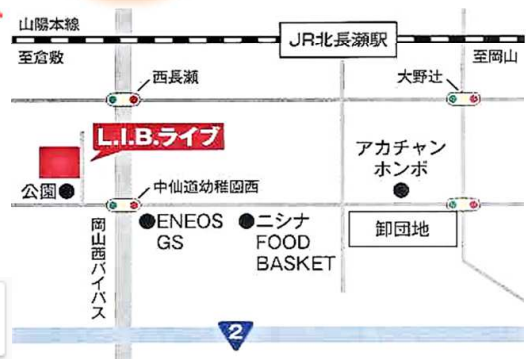 山陽本線
JR北長瀬駅
至倉敷
至岡山
西長瀬
大野辻
L.I.B.ライブ
アカチャン
ホンポ
公園
中仙道幼稚園西
ENEOS
GS
ニシナ
FOOD
BASKET
卸団地
岡山西バイパス
2